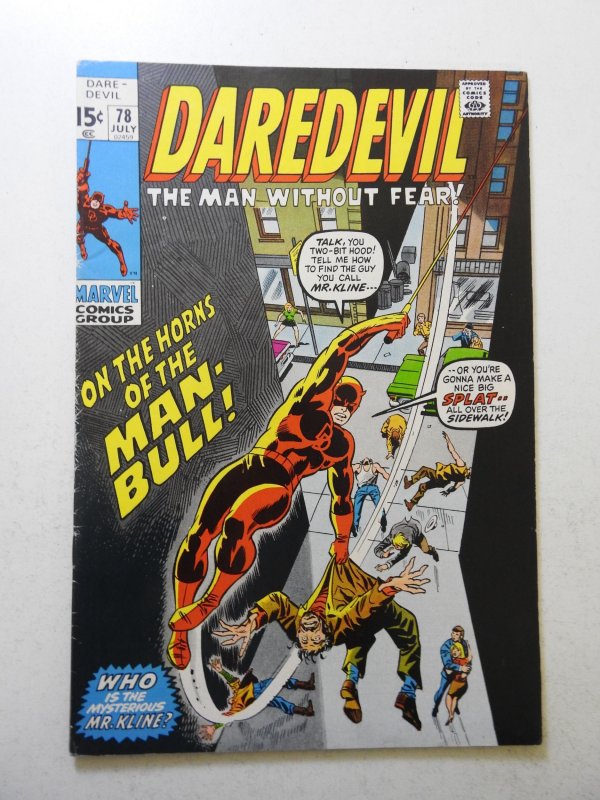 DARE-
DEVIL
15¢
78
JULY
02459
CC
MARVEL
COMICS
GROUP
APPROVED
BY THE
COMICS
CODE
AUTHORITY
DAREDEVIL
THE MAN WITHOUT FEAR!
TALK, YOU
TWO-BIT HOOD!
TELL ME HOW
TO FIND THE GUY
YOU CALL
MR.KLINE---
--OR YOU'RE
GONNA MAKE A
NICE BIG
SPLAT--
ALL OVER THE
SIDEWALK!
ON THE HORNS
OF THE
MAN-
BULL!
WHO
IS THE
MYSTERIOUS
MR. KLINE?